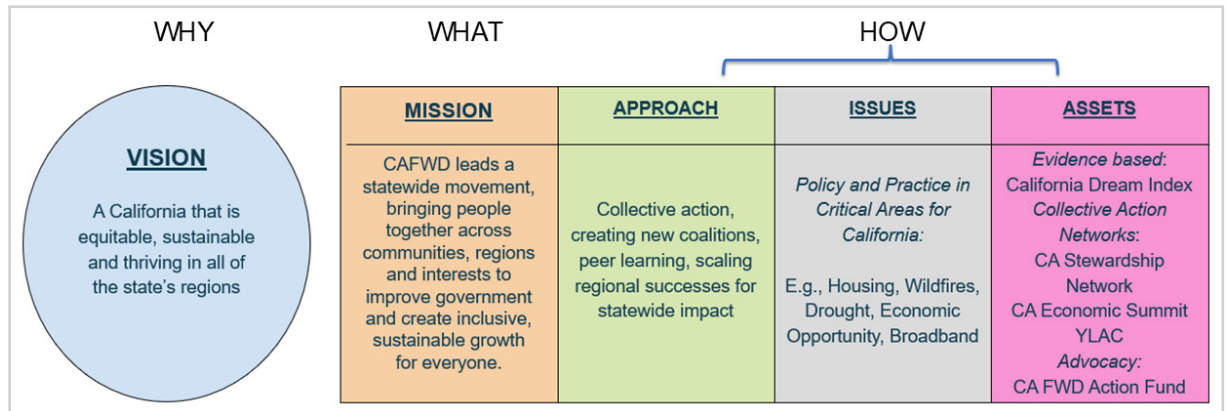 WHY
WHAT
HOW
VISION
A California that is
equitable, sustainable
and thriving in all of
the state's regions
MISSION
CAFWD leads a
statewide movement,
bringing people
together across
communities, regions
and interests to
improve government
and create inclusive,
sustainable growth
for everyone.
APPROACH
Collective action,
creating new coalitions,
peer learning, scaling
regional successes for
statewide impact
ISSUES
Policy and Practice in
Critical Areas for
California:
E.g., Housing, Wildfires,
Drought, Economic
Opportunity, Broadband
ASSETS
Evidence based:
California Dream Index
Collective Action
Networks:
CA Stewardship
Network
CA Economic Summit
YLAC
Advocacy:
CA FWD Action Fund